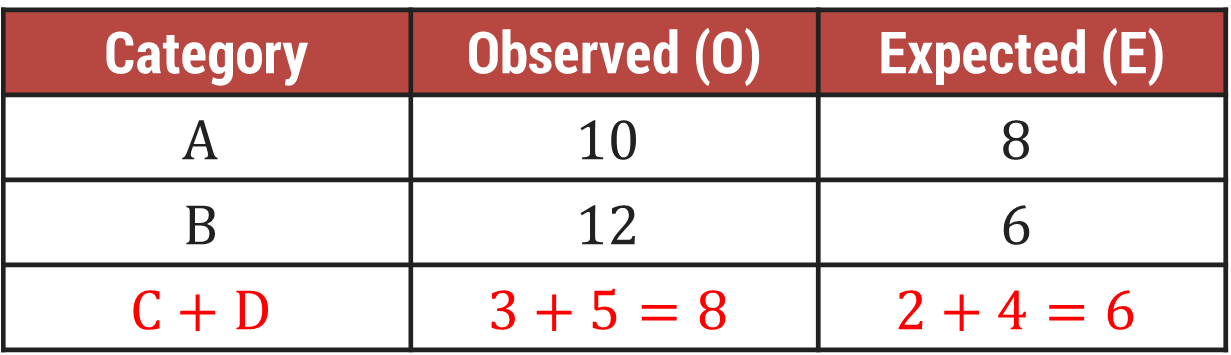 Category Observed (O) Expected (E)
A 10 8
B 12 6
C + D 3 + 5 = 8 2 + 4 = 6